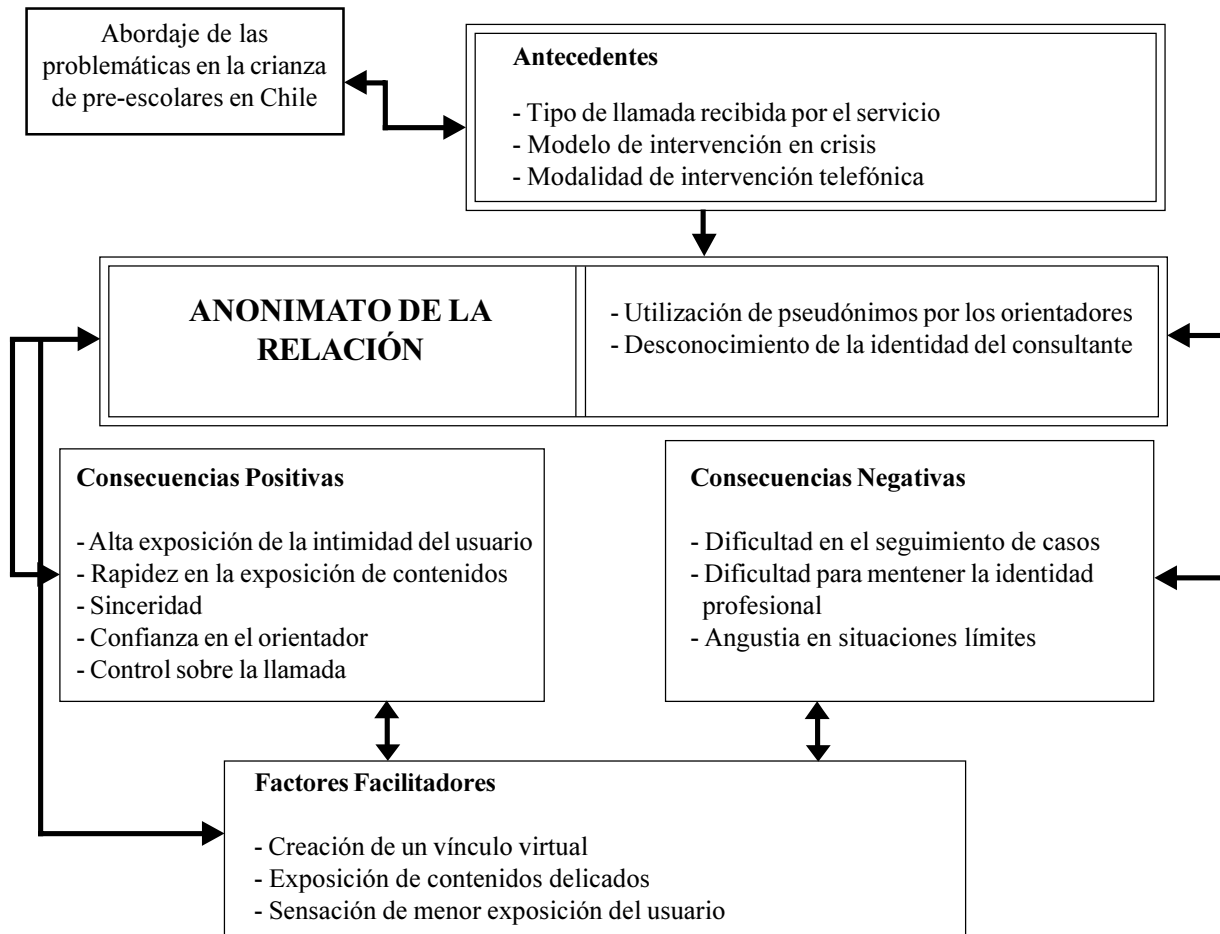 Abordaje de las
problemáticas en la crianza
de pre-escolares en Chile
Antecedentes
- Tipo de llamada recibida por el servicio
- Modelo de intervención en crisis
- Modalidad de intervención telefónica
ANONIMATO DE LA
RELACIÓN
- Utilización de pseudónimos por los orientadores
- Desconocimiento de la identidad del consultante
Consecuencias Positivas
- Alta exposición de la intimidad del usuario
- Rapidez en la exposición de contenidos
- Sinceridad
- Confianza en el orientador
- Control sobre la llamada
Consecuencias Negativas
- Dificultad en el seguimiento de casos
- Dificultad para mentener la identidad
profesional
- Angustia en situaciones límites
Factores Facilitadores
- Creación de un vínculo virtual
- Exposición de contenidos delicados
- Sensación de menor exposición del usuario